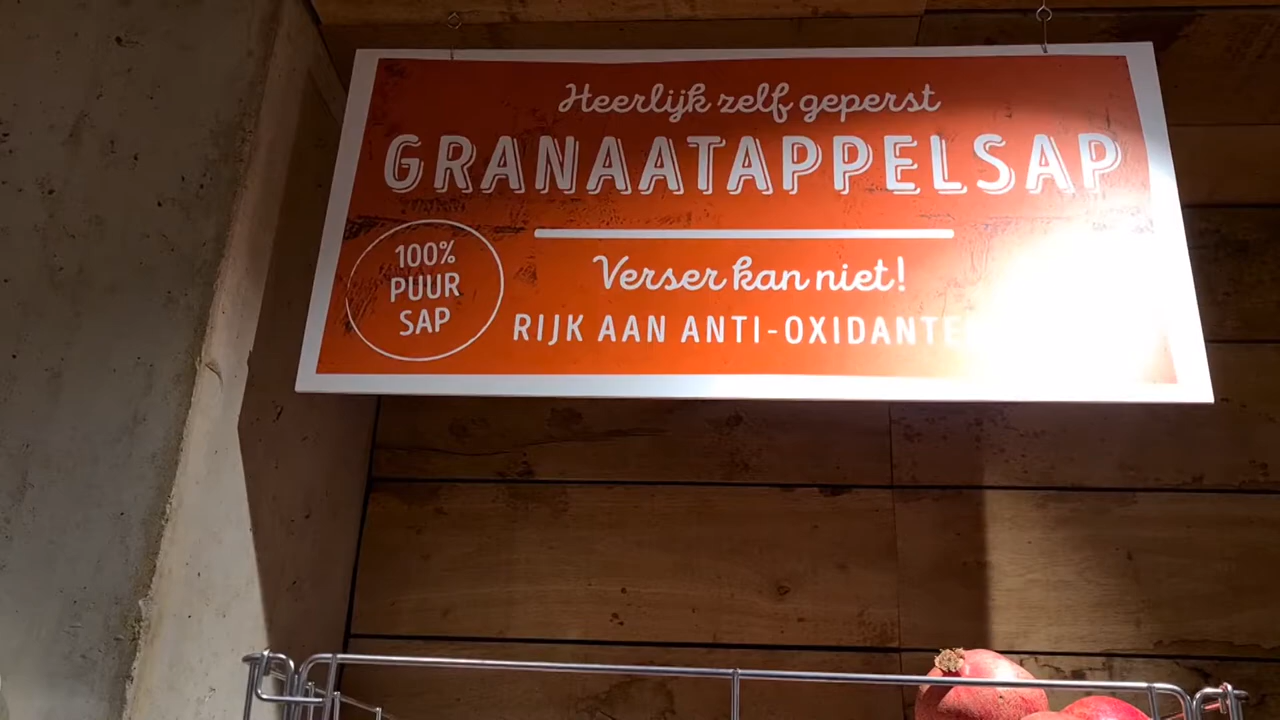 Heerlijk zelf geperst
GRANAATAPPELSAP
100%
PUUR
SAP
Verser kan niet!
RIJK AAN ANTI-OXIDANTE